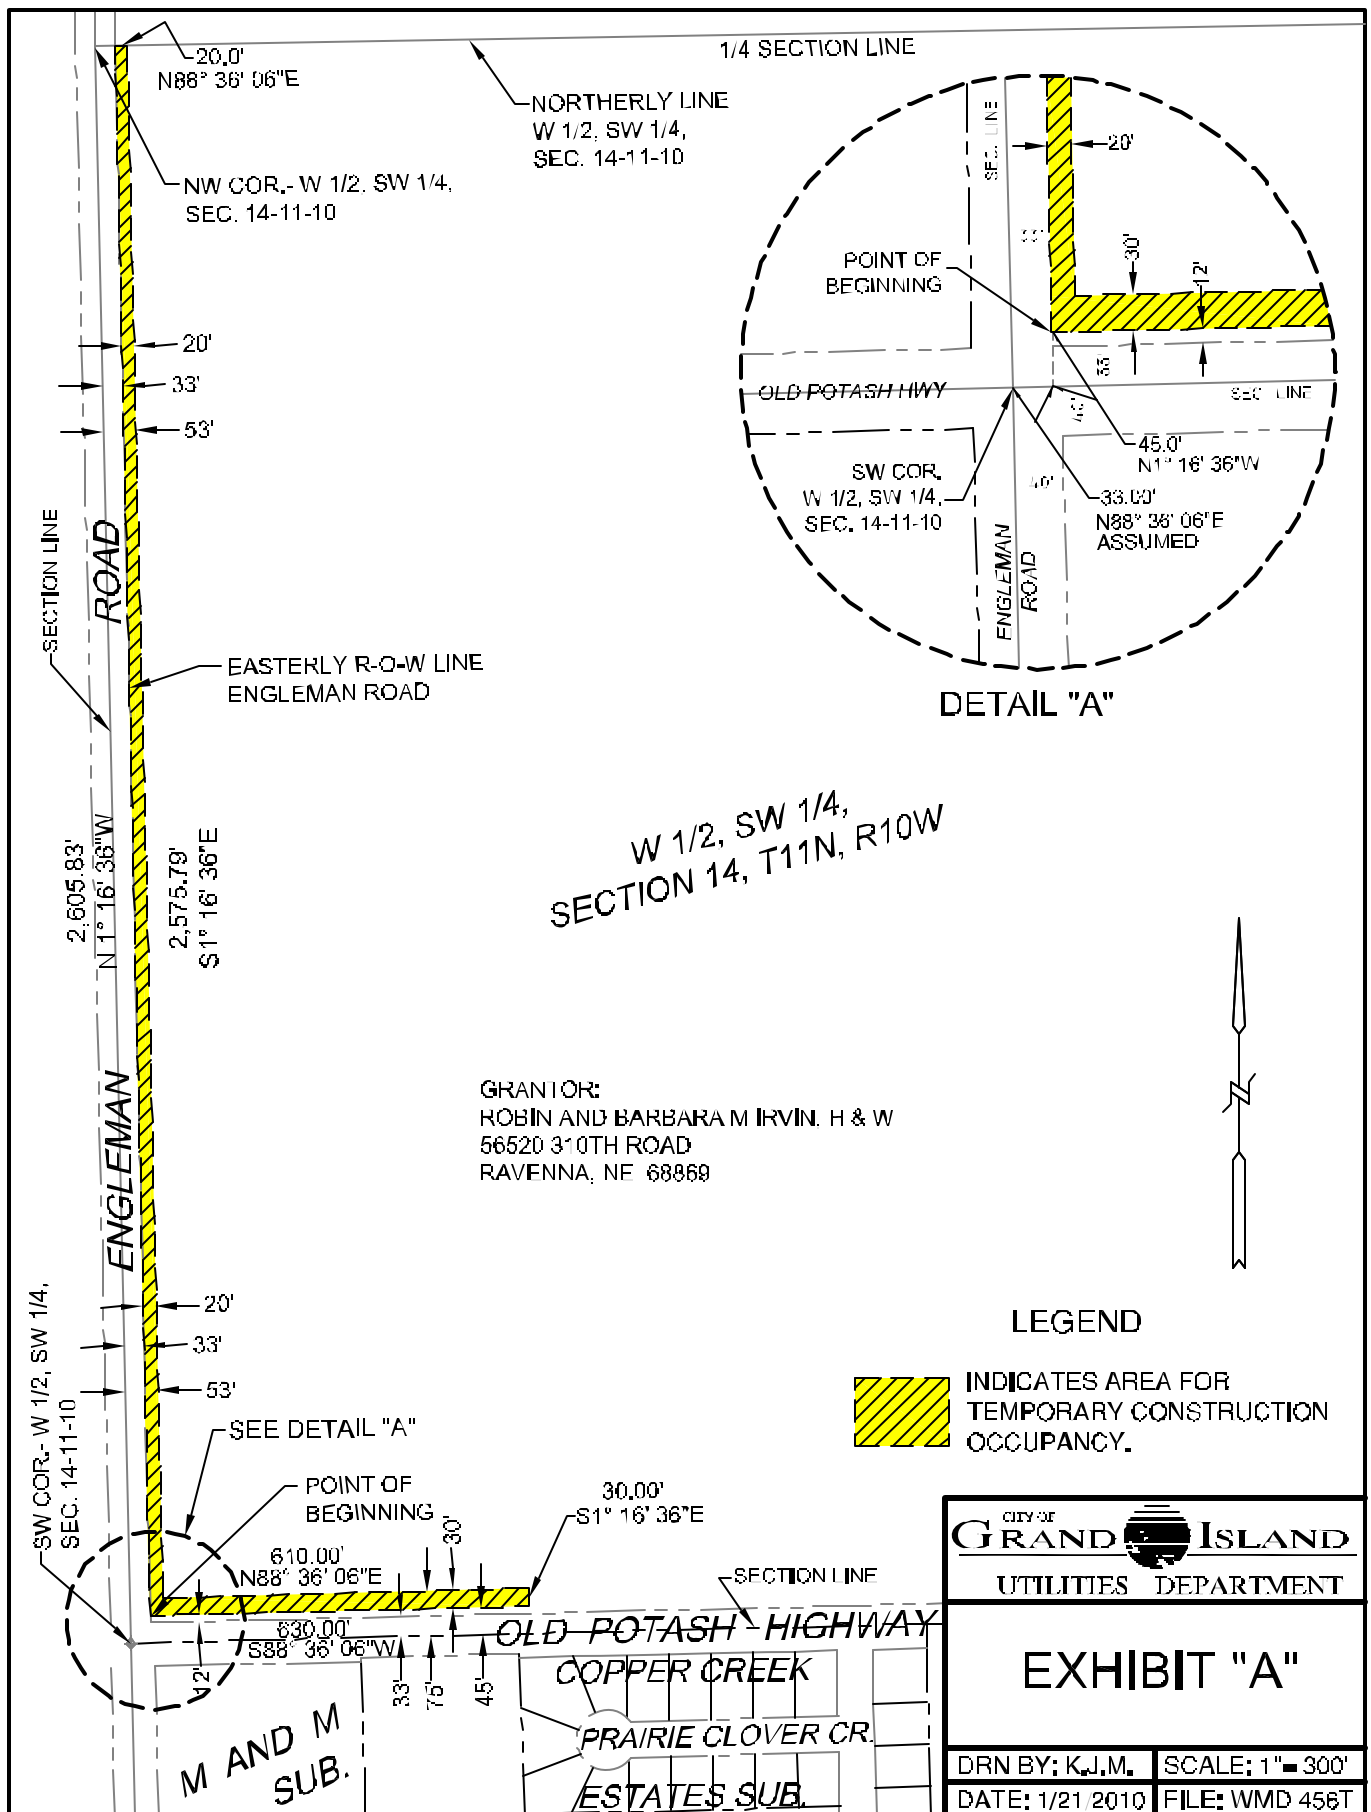 20.0'
N88° 36' 06"E
1/4 SECTION LINE
NORTHERLY LINE
W 1/2, SW 1/4,
SEC. 14-11-10
NW COR.- W 1/2, SW 1/4,
SEC. 14-11-10
SEC. LINE
20'
33'
POINT OF
BEGINNING
30'
12'
33'
OLD POTASH HWY
SEC. LINE
40'
45.0'
N1° 16' 36"W
SW COR.
W 1/2, SW 1/4,
SEC. 14-11-10
40'
33.00'
N88° 36' 06"E
ASSUMED
ENGLEMAN
ROAD
DETAIL "A"
20'
33'
53'
SECTION LINE
ROAD
EASTERLY R-O-W LINE
ENGLEMAN ROAD
2,605.83'
N 1° 16' 36"W
2,575.79'
S1° 16' 36"E
W 1/2, SW 1/4,
SECTION 14, T11N, R10W
ENGLEMAN
GRANTOR:
ROBIN AND BARBARA M IRVIN, H & W
56520 310TH ROAD
RAVENNA, NE 68869
20'
33'
53'
SW COR.- W 1/2, SW 1/4,
SEC. 14-11-10
SEE DETAIL "A"
POINT OF
BEGINNING
LEGEND
INDICATES AREA FOR
TEMPORARY CONSTRUCTION
OCCUPANCY.
30.00'
S1° 16' 36"E
30'
610.00'
N88° 36' 06"E
SECTION LINE
630.00'
S88° 36' 06"W
OLD POTASH HIGHWAY
12'
33'
75'
45'
COPPER CREEK
PRAIRIE CLOVER CR.
ESTATES SUB.
M AND M
SUB.
CITY OF
GRAND ISLAND
UTILITIES DEPARTMENT
EXHIBIT "A"
DRN BY: K.J.M.
SCALE: 1"=300'
DATE: 1/21/2010
FILE: WMD 456T